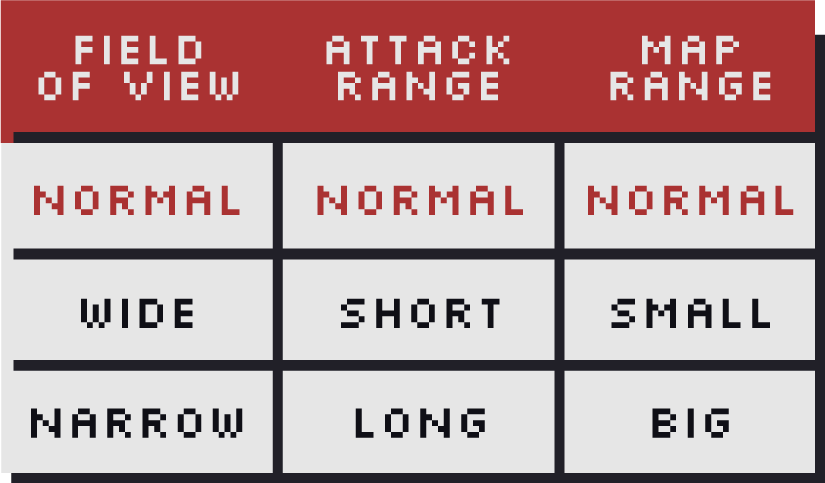 FIELD OF VIEW ATTACK RANGE MAP RANGE
NORMAL NORMAL NORMAL
WIDE SHORT SMALL
NARROW LONG BIG